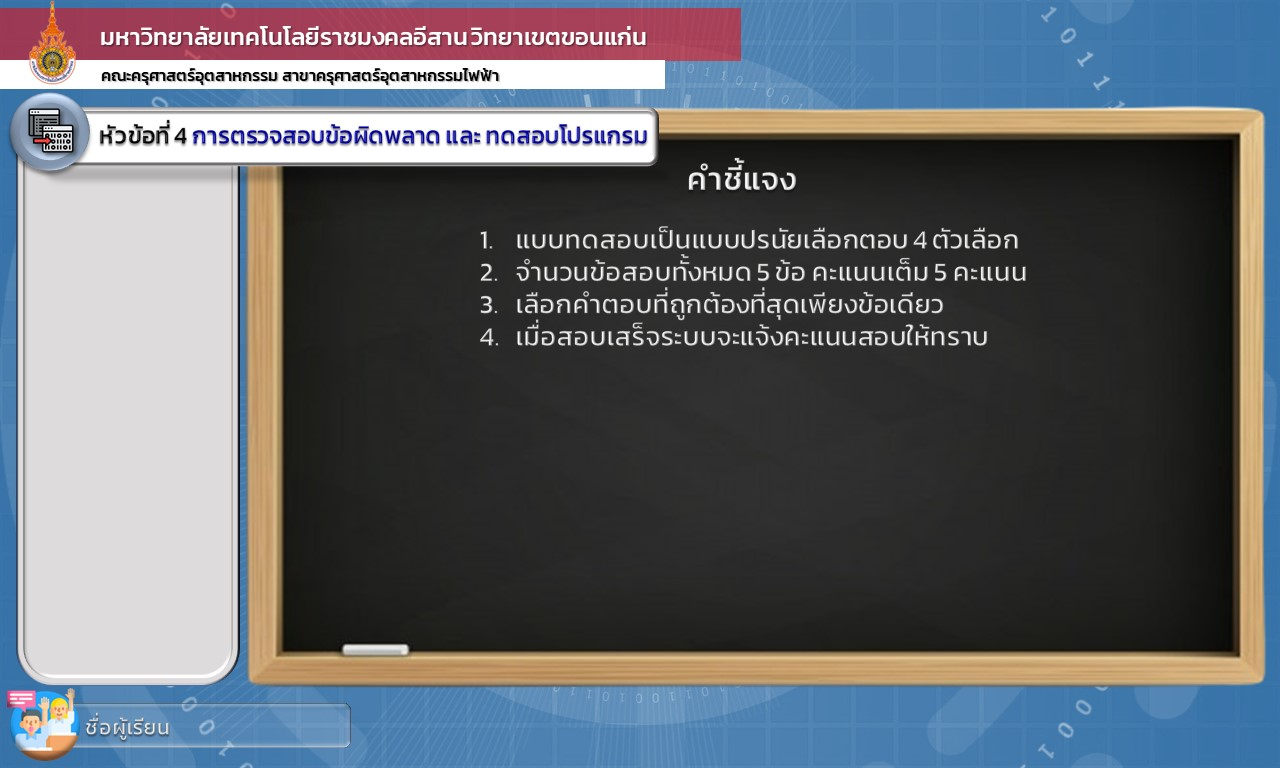 มหาวิทยาลัยเทคโนโลยีราชมงคลอีสาน วิทยาเขตขอนแก่น
คณะครุศาสตร์อุตสาหกรรม สาขาครุศาสตร์อุตสาหกรรมไฟฟ้า
หัวข้อที่ 4 การตรวจสอบข้อผิดพลาด และ ทดสอบโปรแกรม
คำชี้แจง
1. แบบทดสอบเป็นแบบปรนัยเลือกตอบ 4 ตัวเลือก
2. จำนวนข้อสอบทั้งหมด 5 ข้อ คะแนนเต็ม 5 คะแนน
3. เลือกคำตอบที่ถูกต้องที่สุดเพียงข้อเดียว
4. เมื่อสอบเสร็จระบบจะแจ้งคะแนนสอบให้ทราบ
ชื่อผู้เรียน